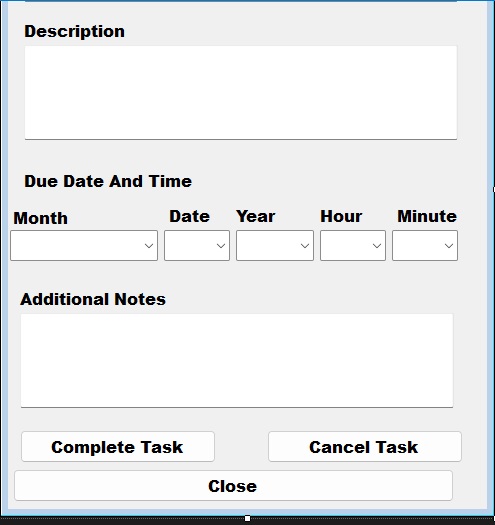 Description
Due Date And Time
Month Date Year Hour Minute
Additional Notes
Complete Task Cancel Task
Close